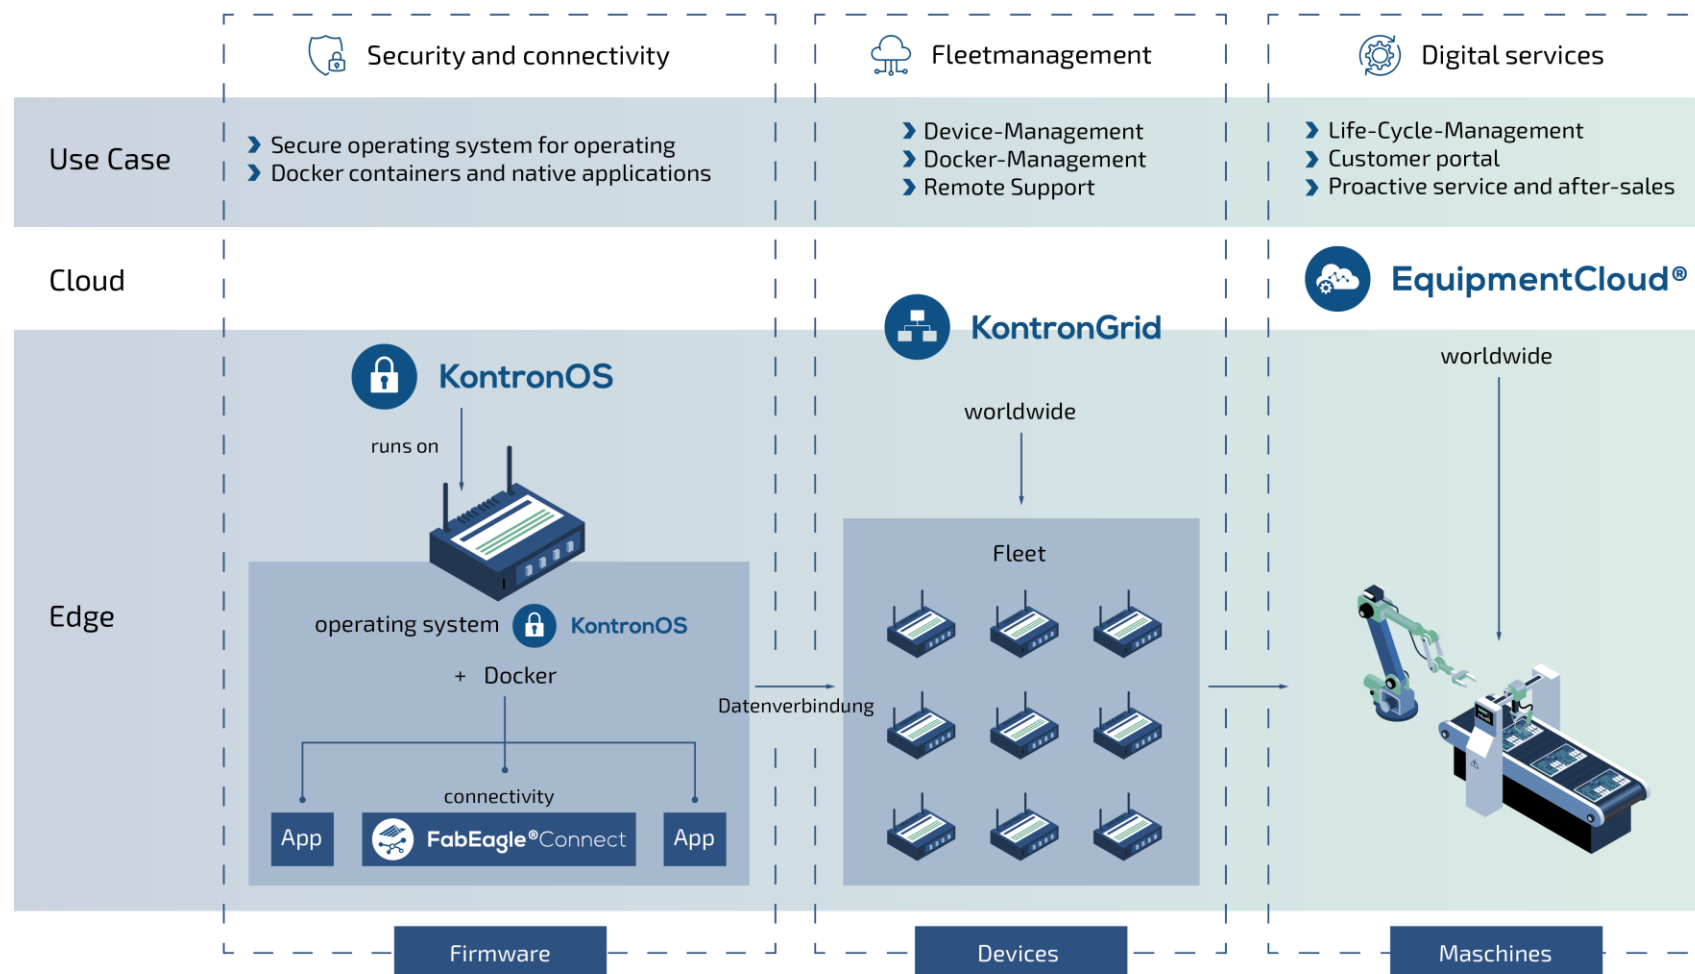 Security and connectivity
Fleetmanagement
Digital services
Use Case
Secure operating system for operating
Docker containers and native applications
Device-Management
Docker-Management
Remote Support
Life-Cycle-Management
Customer portal
Proactive service and after-sales
Cloud
EquipmentCloud®
KontronGrid
KontronOS
worldwide
worldwide
runs on
Fleet
Edge
operating system
KontronOS
+ Docker
Datenverbindung
connectivity
App
FabEagle®Connect
App
Firmware
Devices
Maschines